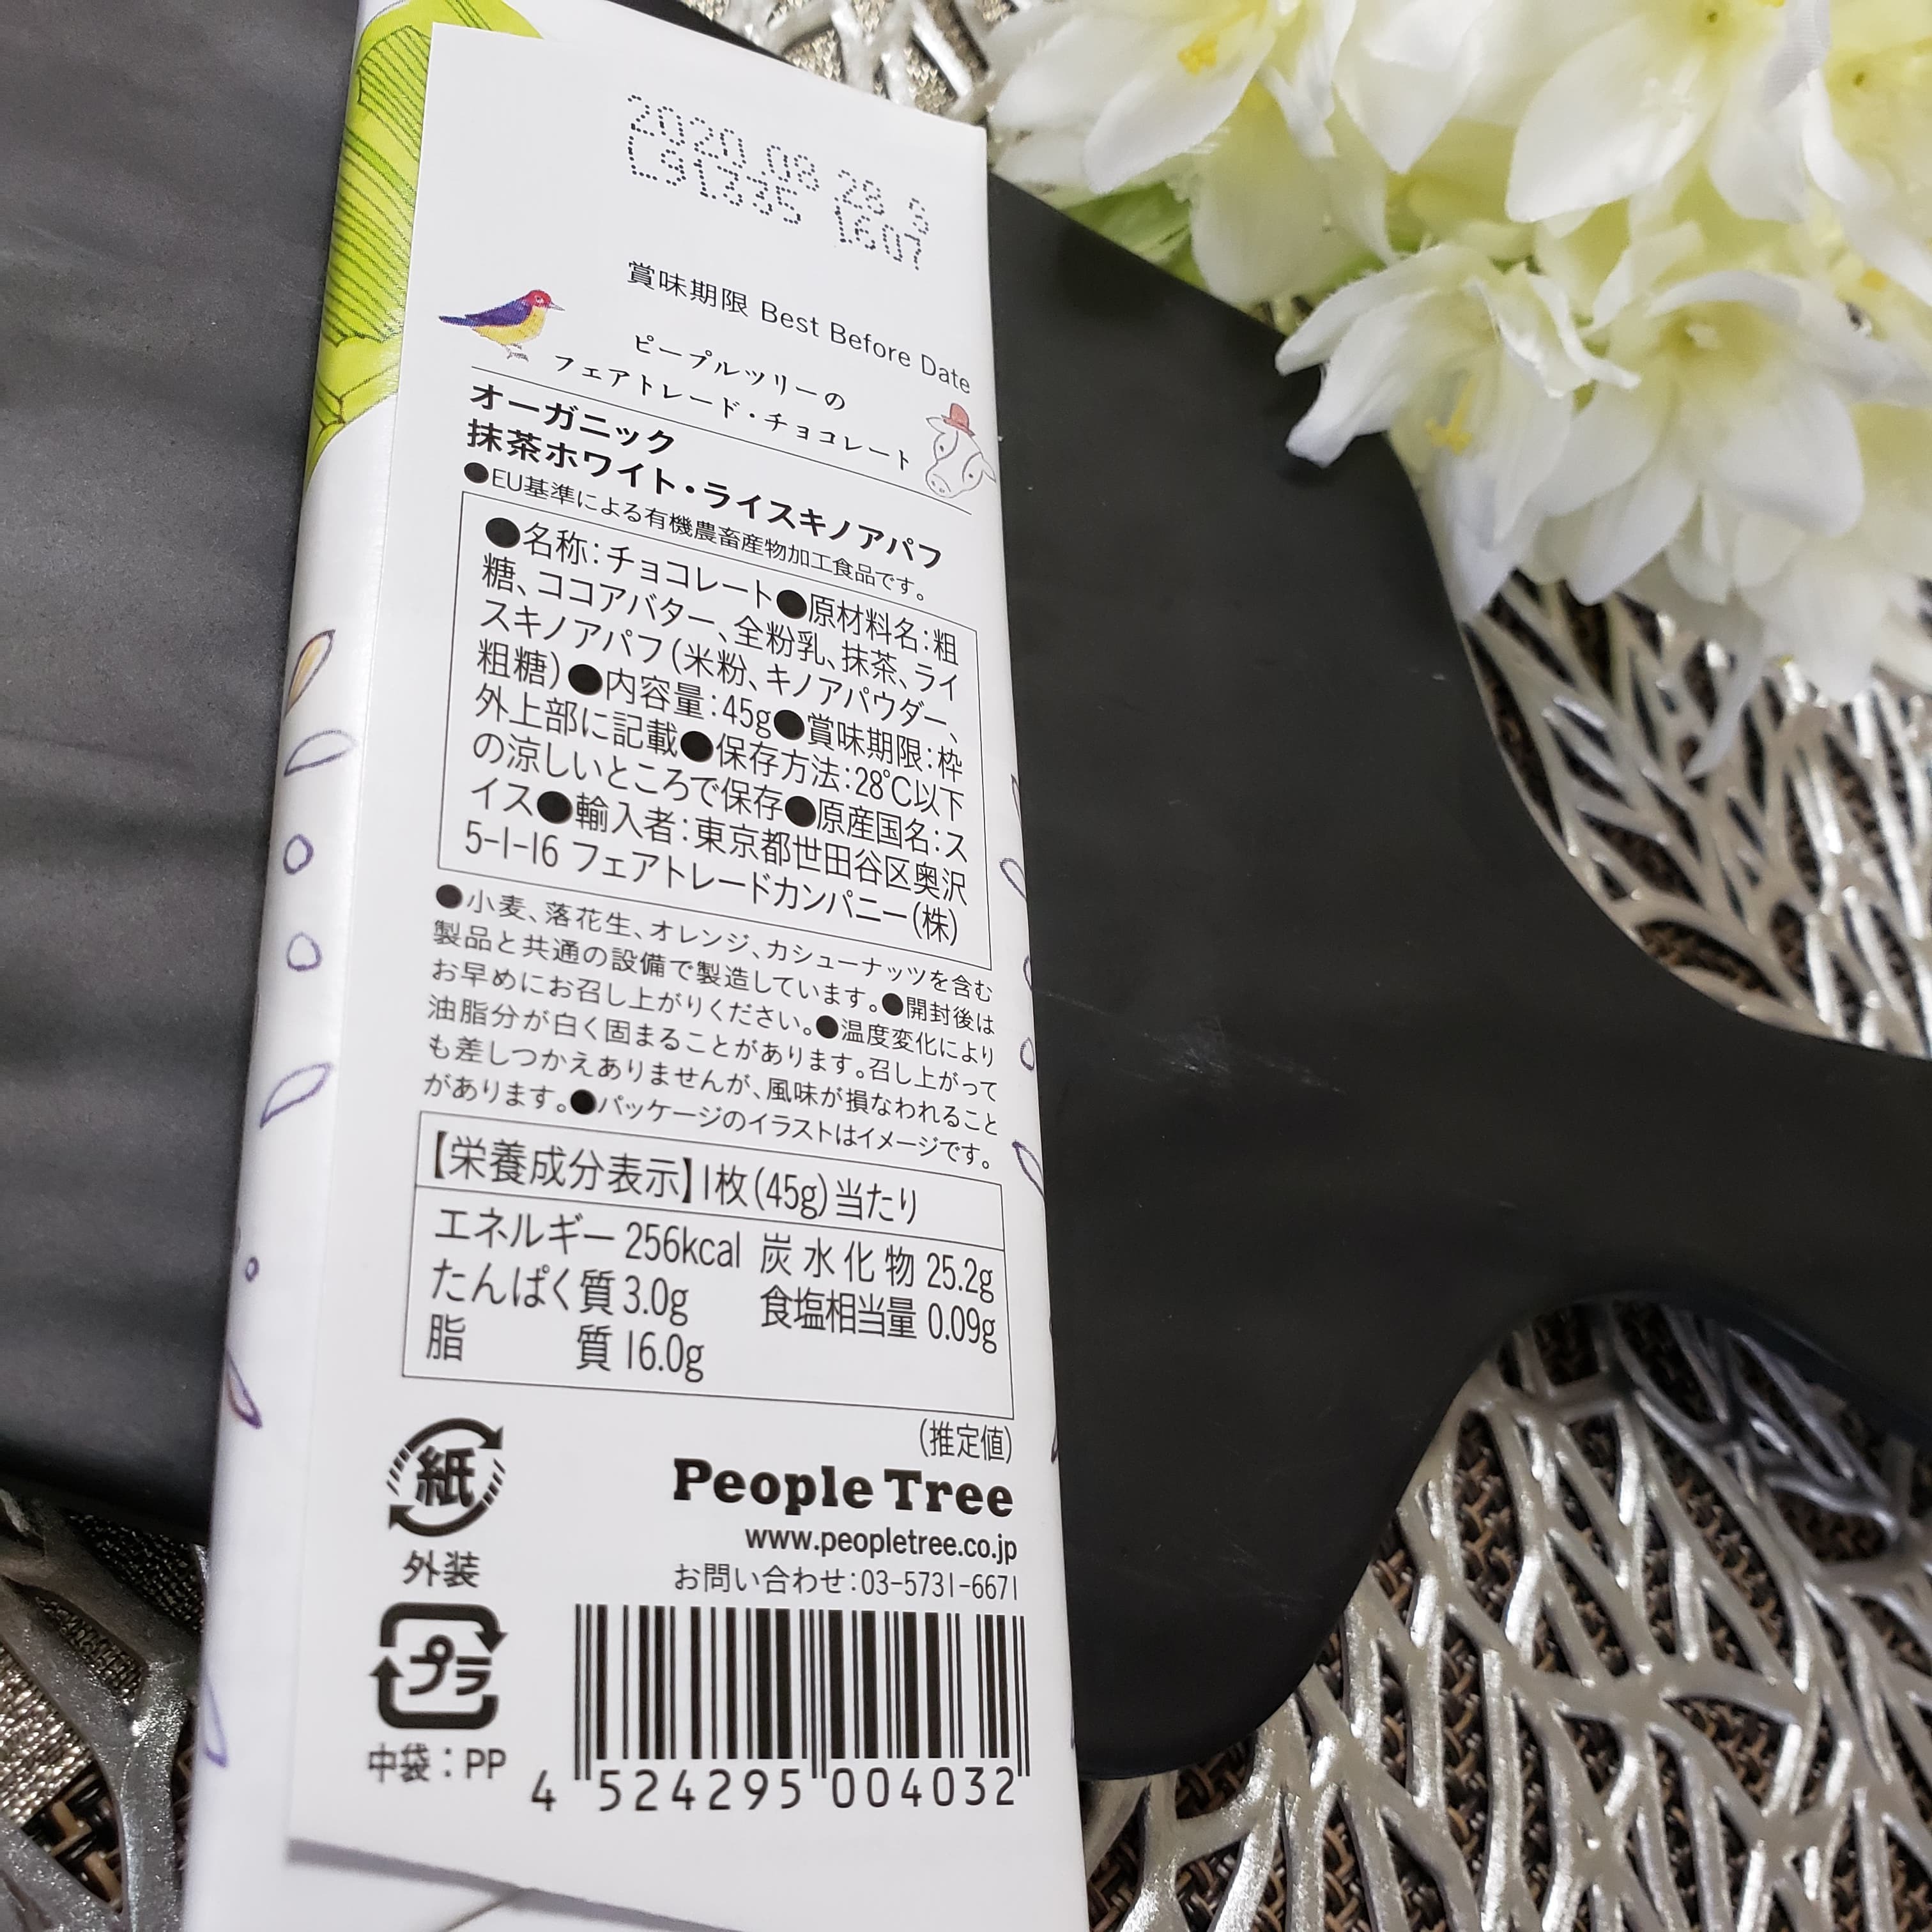 2020.08 28.
L91335 1607
賞味期限 Best Before Date
ピープルツリーの
フェアトレード・チョコレート
オーガニック
抹茶ホワイト・ライスキノアパフ
●EU基準による有機農畜産物加工食品です。
●名称:チョコレート●原材料名:粗
糖、ココアバター、全粉乳、抹茶、ライ
スキノアパフ(米粉、キノアパウダー、
粗糖)●内容量:45g●賞味期限:枠
外上部に記載●保存方法:28℃以下
の涼しいところで保存●原産国名:ス
イス●輸入者:東京都世田谷区奥沢
5-1-16 フェアトレードカンパニー(株)
●小麦、落花生、オレンジ、カシューナッツを含む
製品と共通の設備で製造しています。●開封後は
お早めにお召し上がりください。●温度変化により
油脂分が白く固まることがあります。召し上がって
も差しつかえありませんが、風味が損なわれること
があります。●パッケージのイラストはイメージです。
【栄養成分表示】1枚(45g)当たり
エネルギー 256kcal 炭水化物 25.2g
たんぱく質 3.0g 食塩相当量 0.09g
脂質 16.0g
(推定値)
紙
外装
People Tree
www.peopletree.co.jp
お問い合わせ:03-5731-6671
プラ
中袋:PP
4 524295 004032